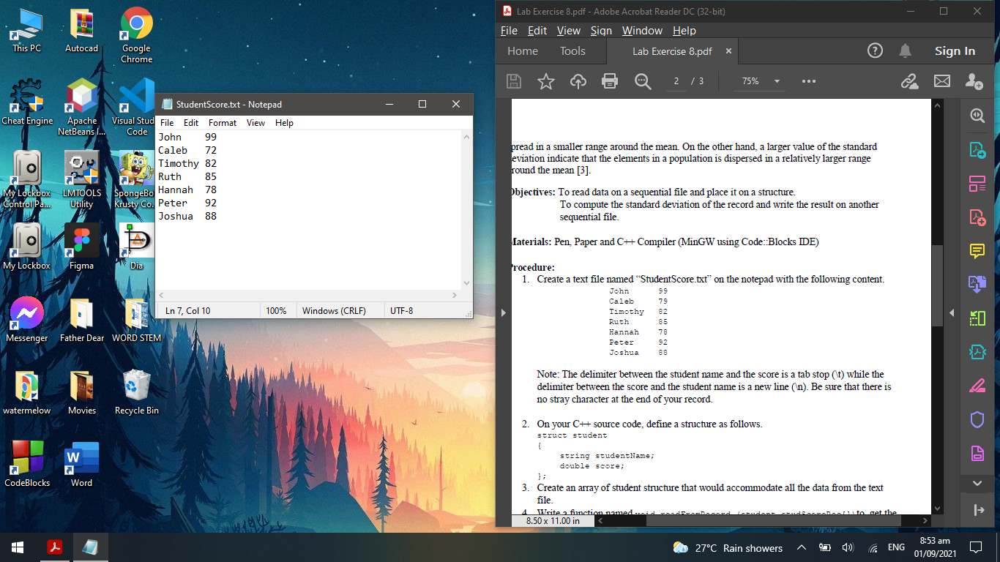 This PC
Autocad
Google
Chrome
Cheat Engine
Apache
NetBeans I...
Visual Stud
Code
My Lockbox
Control Pa...
LMTOOLS
Utility
SpongeBo
Krusty Co...
My Lockbox
Figma
Dia
Messenger
Father Dear
WORD STEM
watermelow
Movies
Recycle Bin
CodeBlocks
Word
StudentScore.txt - Notepad
File Edit Format View Help
John 99
Caleb 72
Timothy 82
Ruth 85
Hannah 78
Peter 92
Joshua 88
Ln 7, Col 10 100% Windows (CRLF) UTF-8
Lab Exercise 8.pdf - Adobe Acrobat Reader DC (32-bit)
File Edit View Sign Window Help
Home Tools Lab Exercise 8.pdf × Sign In
2 / 3 75%
pread in a smaller range around the mean. On the other hand, a larger value of the standard
eviation indicate that the elements in a population is dispersed in a relatively larger range
round the mean [3].
Objectives: To read data on a sequential file and place it on a structure.
To compute the standard deviation of the record and write the result on another
sequential file.
Materials: Pen, Paper and C++ Compiler (MinGW using Code::Blocks IDE)
Procedure:
1. Create a text file named “StudentScore.txt” on the notepad with the following content.
John 99
Caleb 79
Timothy 82
Ruth 85
Hannah 78
Peter 92
Joshua 88
Note: The delimiter between the student name and the score is a tab stop (\t) while the
delimiter between the score and the student name is a new line (\n). Be sure that there is
no stray character at the end of your record.
2. On your C++ source code, define a structure as follows.
struct student
{
string studentName;
double score;
};
3. Create an array of student structure that would accommodate all the data from the text
file.
4. Write a function named void readFromRecord (student studScoreRec[]) to get the
8.50 x 11.00 in
27°C Rain showers ENG 8:53 am
01/09/2021